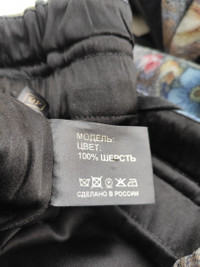 МОДЕЛЬ:
ЦВЕТ:
100% ШЕРСТЬ
СДЕЛАНО В РОССИИ